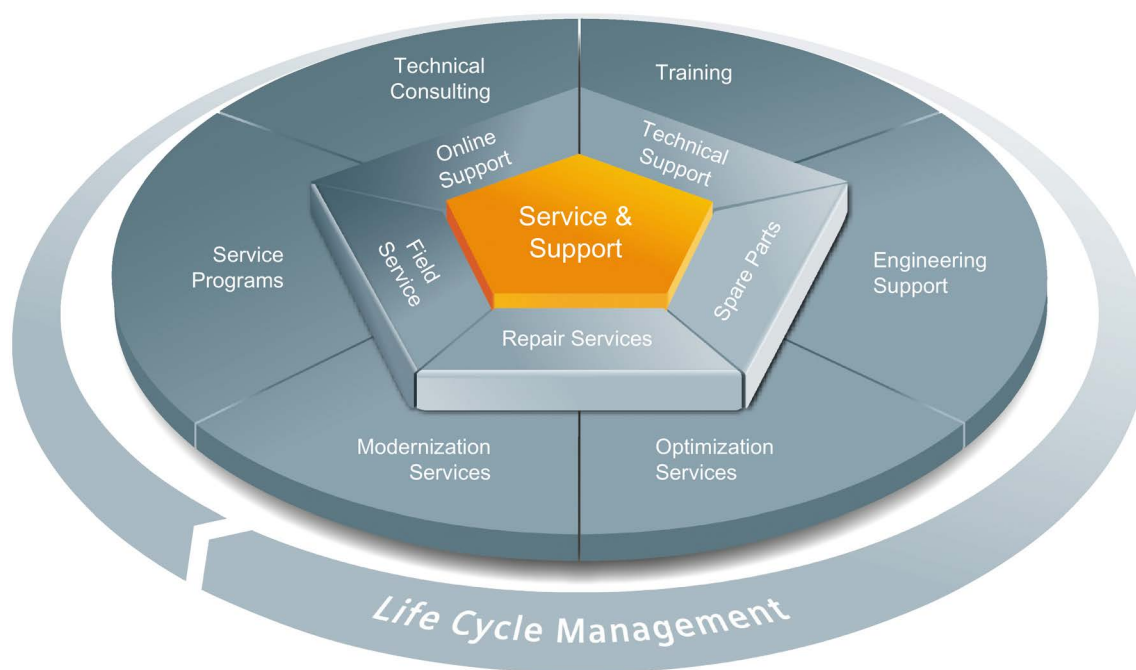 Technical
Consulting
Training
Online
Support
Technical
Support
Service &
Support
Service
Programs
Field
Service
Spare Parts
Engineering
Support
Repair Services
Modernization
Services
Optimization
Services
Life Cycle Management